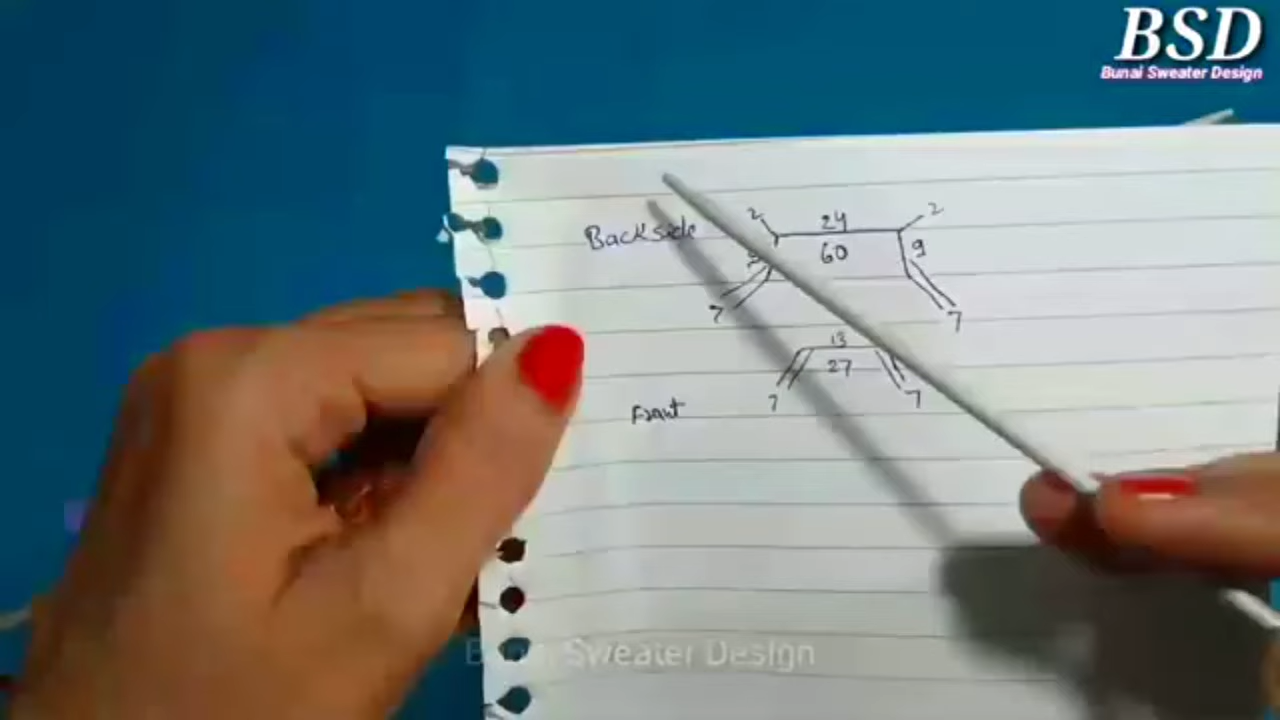 BSD
Bunai Sweater Design
2 24 2
Backside 60 9
7 7
13
27
Front 7 7
Sweater Design